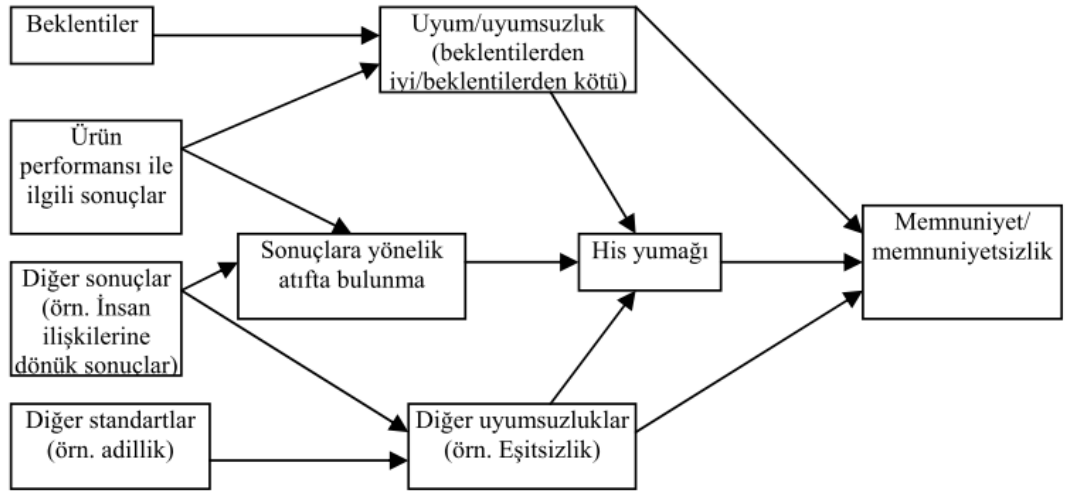 Beklentiler
Uyum/uyumsuzluk
(beklentilerden
iyi/beklentilerden kötü)
Ürün
performansı ile
ilgili sonuçlar
Memnuniyet/
memnuniyetsizlik
Sonuçlara yönelik
atıfta bulunma
His yumağı
Diğer sonuçlar
(örn. İnsan
ilişkilerine
dönük sonuçlar)
Diğer standartlar
(örn. adillik)
Diğer uyumsuzluklar
(örn. Eşitsizlik)